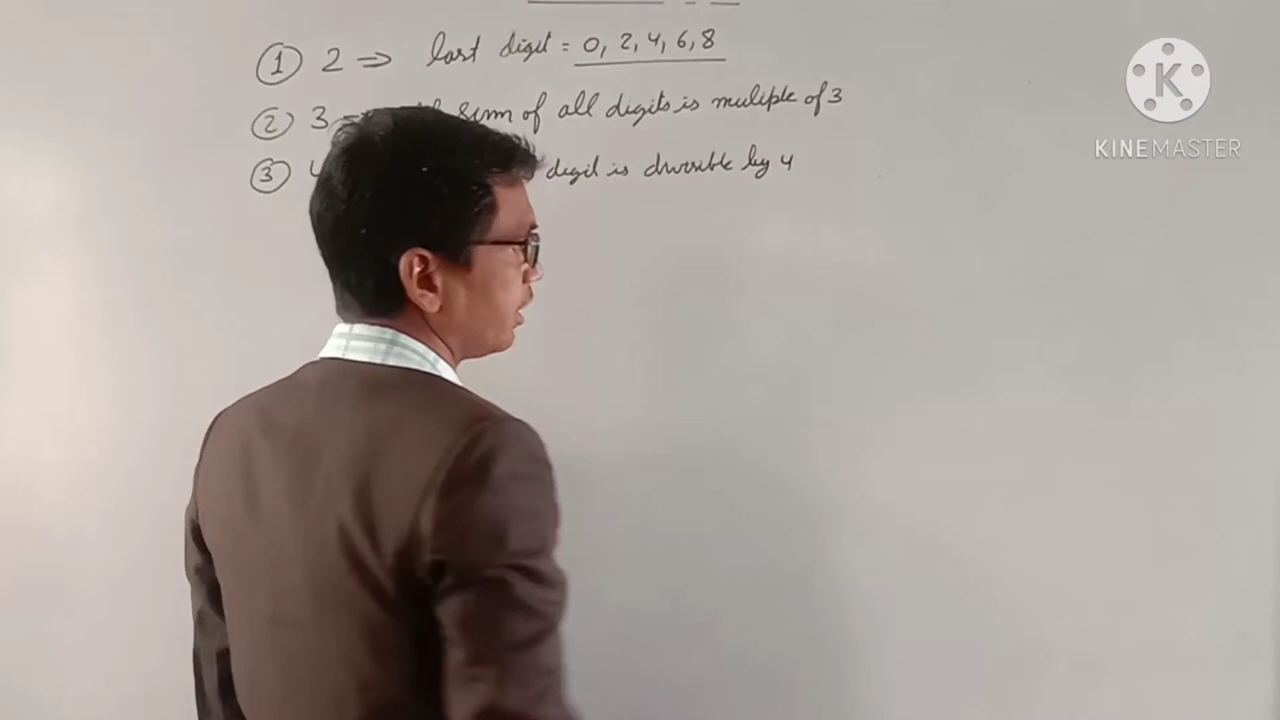 ① 2 ⇒ last digit = 0, 2, 4, 6, 8
② 3 sum of all digits is muliple of 3
③ 4 digit is divisible by 4
K
KINEMASTER